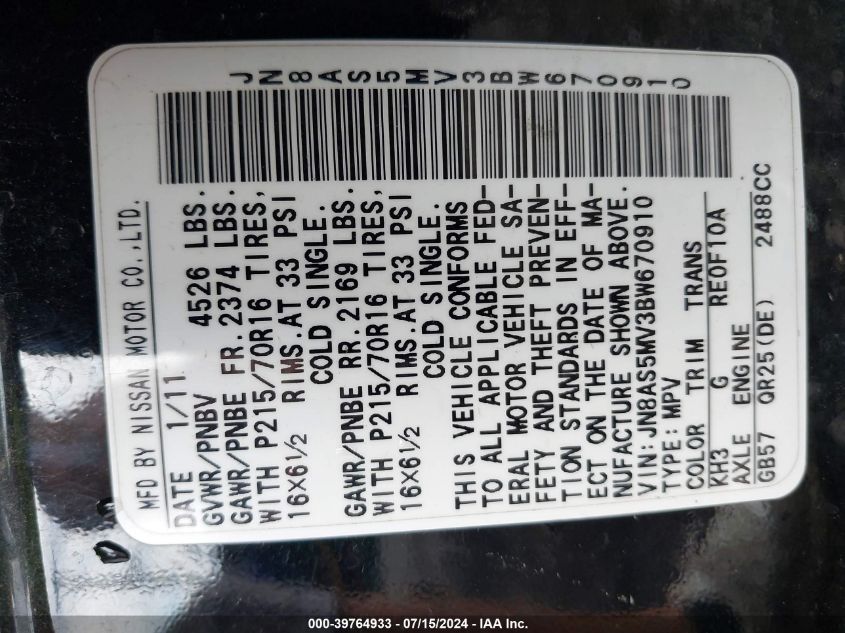 JN8AS5MV3BW670910
MFD BY NISSAN MOTOR CO.,LTD.
DATE 1/11
GVWR/PNBV 4526 LBS.
GAWR/PNBE FR. 2374 LBS.
WITH P215/70R16 TIRES,
16X6½ RIMS.AT 33 PSI
COLD SINGLE.
GAWR/PNBE RR. 2169 LBS.
WITH P215/70R16 TIRES,
16X6½ RIMS.AT 33 PSI
COLD SINGLE.
THIS VEHICLE CONFORMS
TO ALL APPLICABLE FED-
ERAL MOTOR VEHICLE SA-
FETY AND THEFT PREVEN-
TION STANDARDS IN EFF-
ECT ON THE DATE OF MA-
NUFACTURE SHOWN ABOVE.
VIN: JN8AS5MV3BW670910
TYPE: MPV
COLOR TRIM TRANS
KH3 G RE0F10A
AXLE ENGINE
GB57 QR25(DE) 2488CC
000-39764933 - 07/15/2024 - IAA Inc.